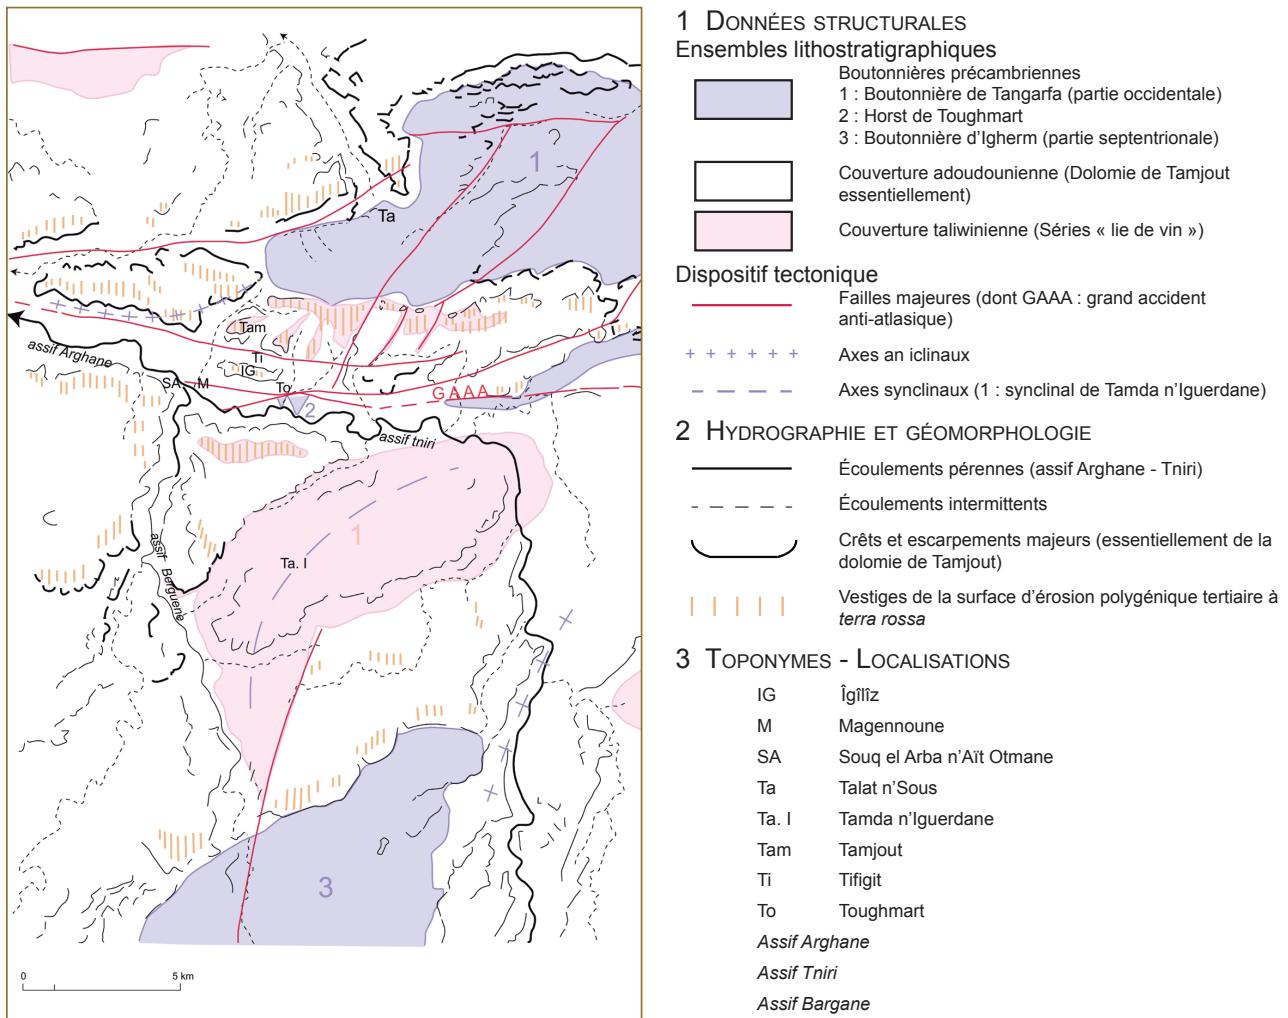 1
Ta
Tam
Ti
IG
To
assif Arghane
SA
M
GAAA
2
assif tniri
1
Ta. I
assif Berguene
3
0 5 km
1 DONNÉES STRUCTURALES
Ensembles lithostratigraphiques
Boutonnières précambriennes
1 : Boutonnière de Tangarfa (partie occidentale)
2 : Horst de Toughmart
3 : Boutonnière d'Igherm (partie septentrionale)
Couverture adoudounienne (Dolomie de Tamjout
essentiellement)
Couverture taliwinienne (Séries « lie de vin »)
Dispositif tectonique
Failles majeures (dont GAAA : grand accident
anti-atlasique)
Axes an iclinaux
Axes synclinaux (1 : synclinal de Tamda n'Iguerdane)
2 HYDROGRAPHIE ET GÉOMORPHOLOGIE
Écoulements pérennes (assif Arghane - Tniri)
Écoulements intermittents
Crêts et escarpements majeurs (essentiellement de la
dolomie de Tamjout)
Vestiges de la surface d'érosion polygénique tertiaire à
terra rossa
3 TOPONYMES - LOCALISATIONS
IG Îgîlîz
M Magennoune
SA Souq el Arba n'Aït Otmane
Ta Talat n'Sous
Ta. I Tamda n'Iguerdane
Tam Tamjout
Ti Tifigit
To Toughmart
Assif Arghane
Assif Tniri
Assif Bargane